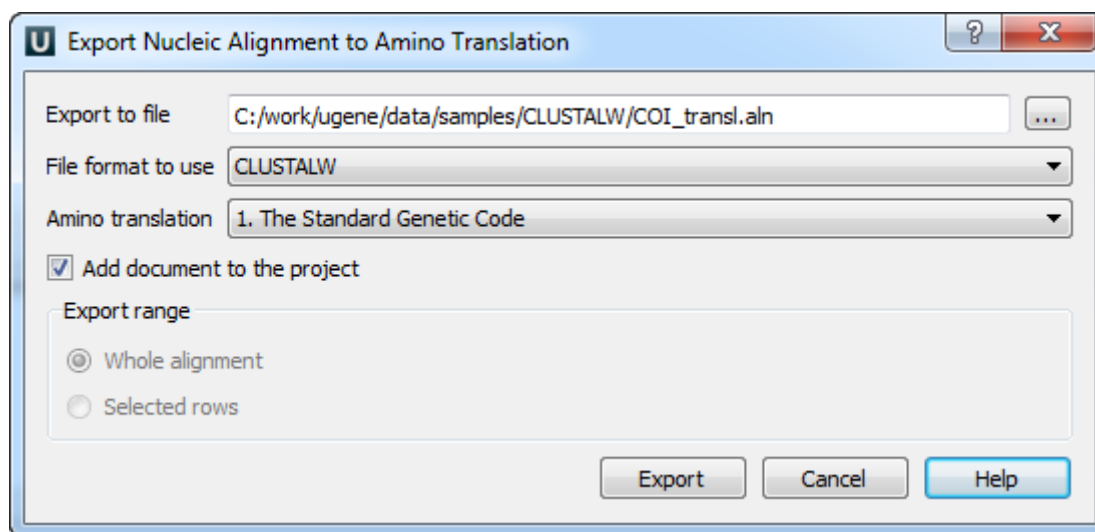 U Export Nucleic Alignment to Amino Translation ? X
Export to file C:/work/ugene/data/samples/CLUSTALW/COI_transl.aln ...
File format to use CLUSTALW
Amino translation 1. The Standard Genetic Code
Add document to the project
Export range
Whole alignment
Selected rows
Export Cancel Help